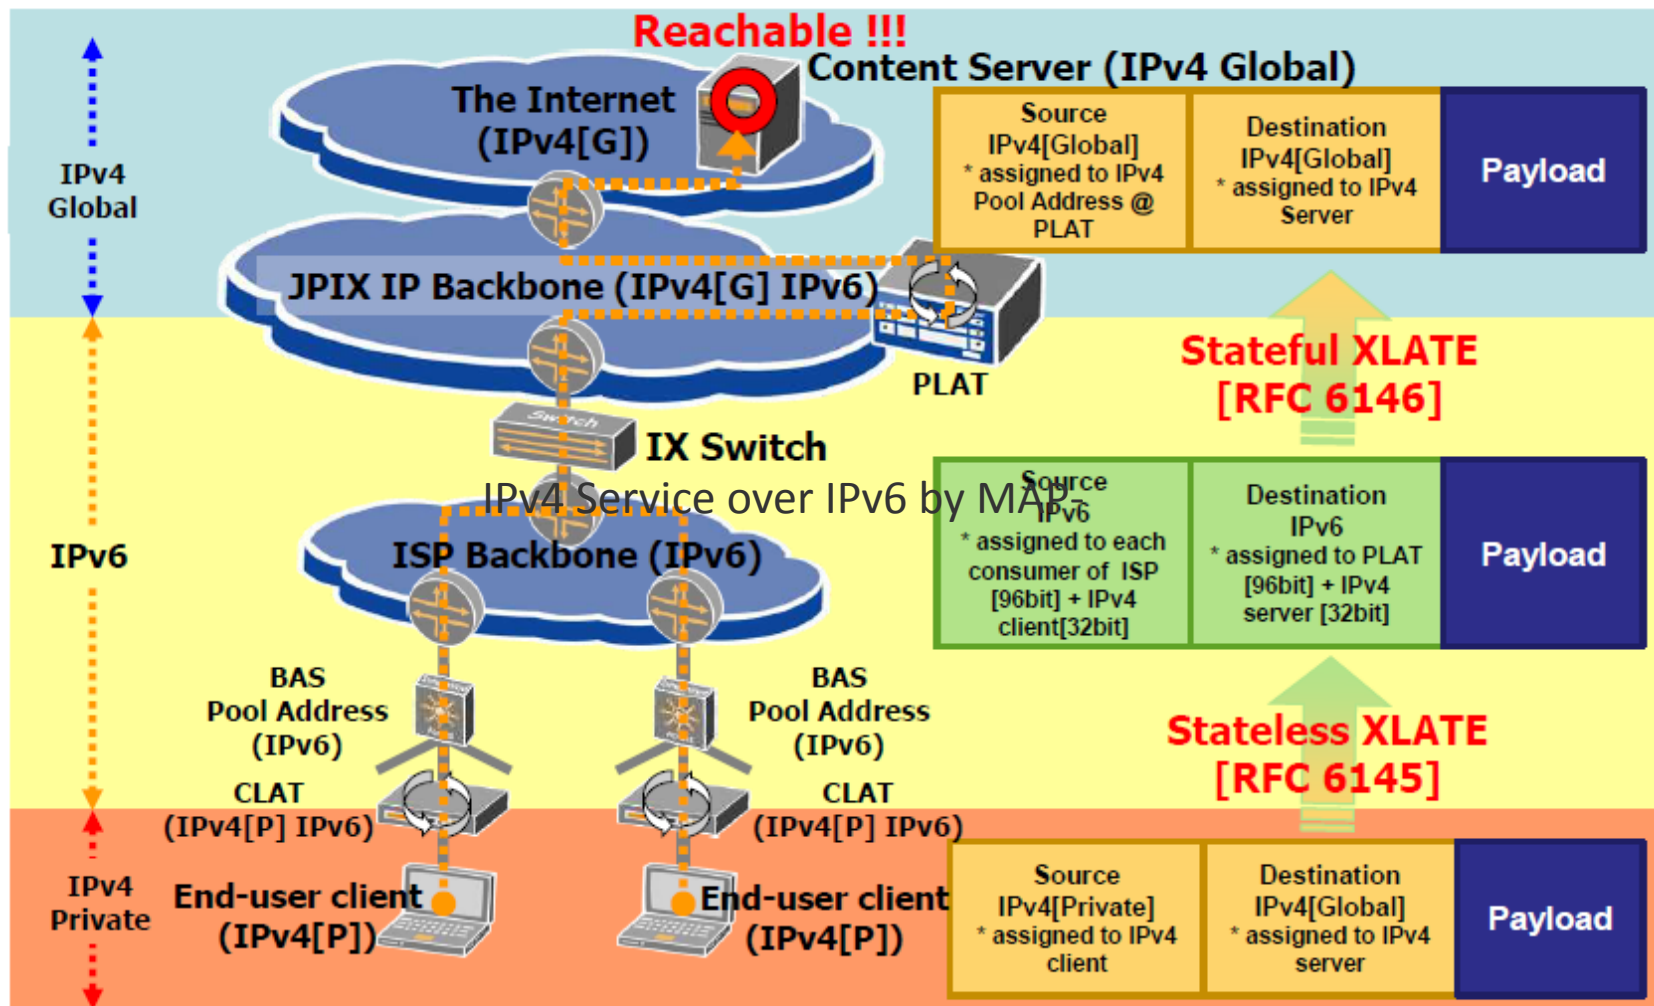 Reachable !!!
Content Server (IPv4 Global)
The Internet
(IPv4[G])
IPv4
Global
Source
IPv4[Global]
* assigned to IPv4
Pool Address @
PLAT
Destination
IPv4[Global]
* assigned to IPv4
Server
Payload
JPIX IP Backbone (IPv4[G] IPv6)
PLAT
Stateful XLATE
[RFC 6146]
Switch
IX Switch
IPv4 Service over IPv6 by MAP-
IPv6
ISP Backbone (IPv6)
Source
IPv6
* assigned to each
consumer of ISP
[96bit] + IPv4
client[32bit]
Destination
IPv6
* assigned to PLAT
[96bit] + IPv4
server [32bit]
Payload
BAS
Pool Address
(IPv6)
BAS
Pool Address
(IPv6)
Stateless XLATE
[RFC 6145]
CLAT
(IPv4[P] IPv6)
CLAT
(IPv4[P] IPv6)
IPv4
Private
End-user client
(IPv4[P])
End-user client
(IPv4[P])
Source
IPv4[Private]
* assigned to IPv4
client
Destination
IPv4[Global]
* assigned to IPv4
server
Payload